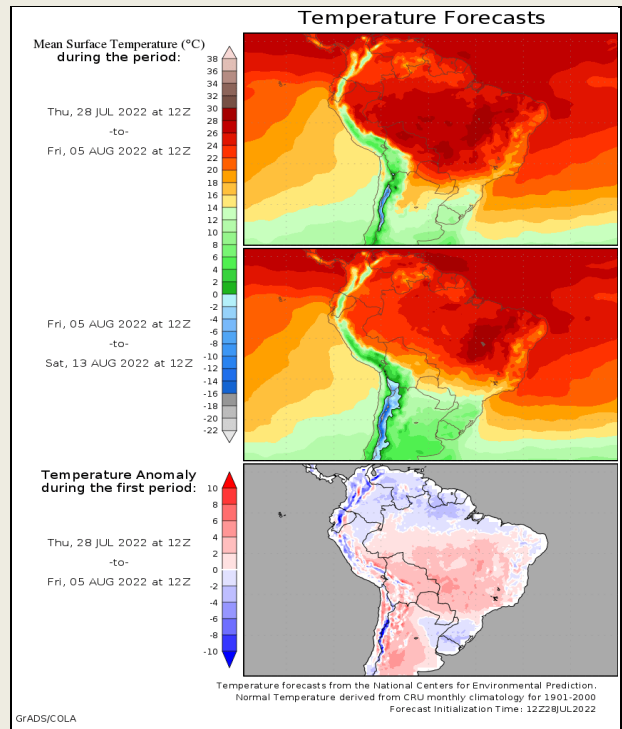 Temperature Forecasts
Mean Surface Temperature (°C)
during the period:
Thu, 28 JUL 2022 at 12Z
-to-
Fri, 05 AUG 2022 at 12Z
38
36
34
32
30
28
26
24
22
20
18
16
14
12
10
8
6
4
2
0
-2
-4
-6
-8
-10
-12
-14
-16
-18
-20
-22
Fri, 05 AUG 2022 at 12Z
-to-
Sat, 13 AUG 2022 at 12Z
Temperature Anomaly
during the first period:
Thu, 28 JUL 2022 at 12Z
-to-
Fri, 05 AUG 2022 at 12Z
10
8
6
4
2
0
-2
-4
-6
-8
-10
Temperature forecasts from the National Centers for Environmental Prediction.
Normal Temperature derived from CRU monthly climatology for 1901-2000
Forecast Initialization Time: 12Z28JUL2022
GrADS/COLA